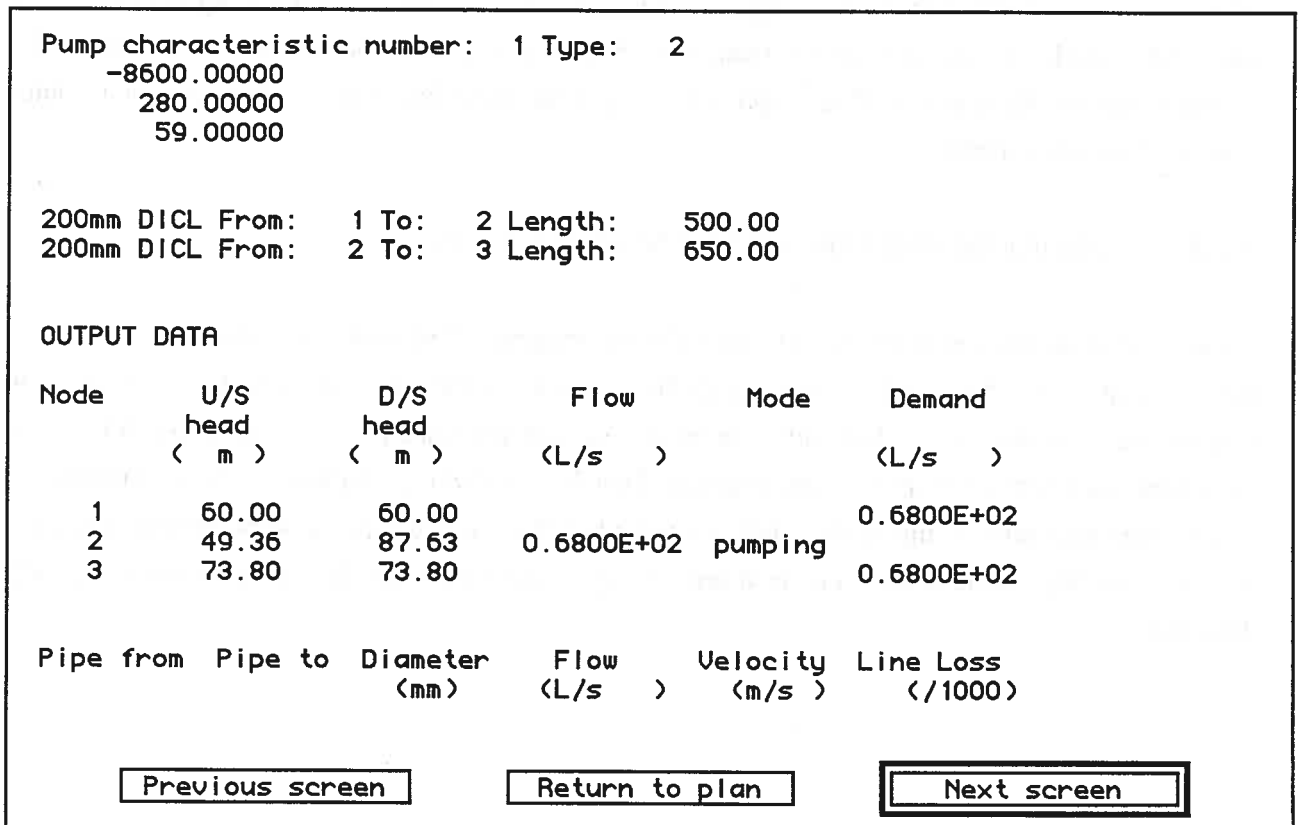 Pump characteristic number: 1 Type: 2
-8600.00000
280.00000
59.00000
200mm DICL From: 1 To: 2 Length: 500.00
200mm DICL From: 2 To: 3 Length: 650.00
OUTPUT DATA
Node U/S D/S Flow Mode Demand
head head
( m ) ( m ) (L/s ) (L/s )
1 60.00 60.00 0.6800E+02
2 49.36 87.63 0.6800E+02 pumping
3 73.80 73.80 0.6800E+02
Pipe from Pipe to Diameter Flow Velocity Line Loss
(mm) (L/s ) (m/s ) (/1000)
Previous screen Return to plan Next screen